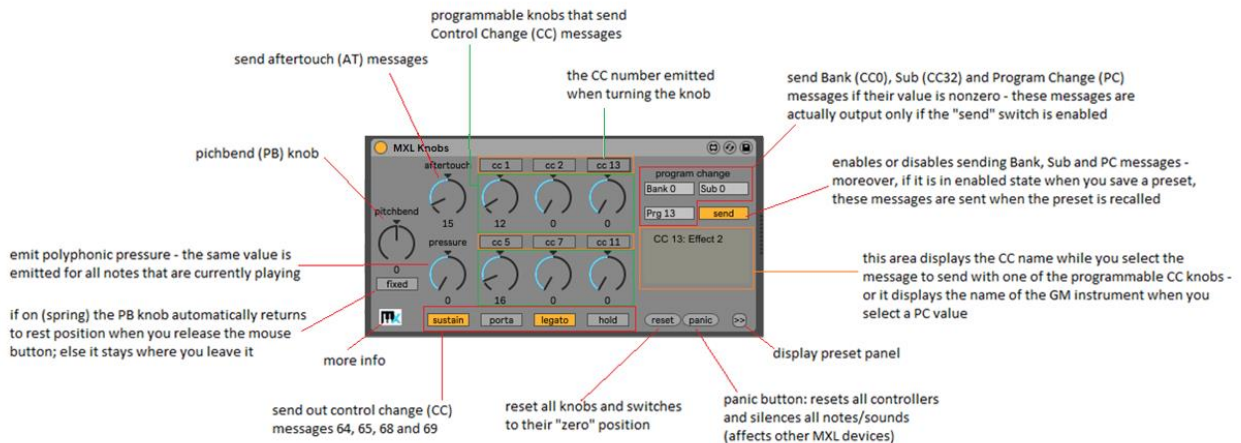 programmable knobs that send
Control Change (CC) messages
send aftertouch (AT) messages
the CC number emitted
when turning the knob
send Bank (CC0), Sub (CC32) and Program Change (PC)
messages if their value is nonzero - these messages are
actually output only if the "send" switch is enabled
pichbend (PB) knob
enables or disables sending Bank, Sub and PC messages -
moreover, if it is in enabled state when you save a preset,
these messages are sent when the preset is recalled
MXL Knobs
aftertouch
cc 1
cc 2
cc 13
program change
Bank 0
Sub 0
Prg 13
send
pitchbend
15
12
0
0
CC 13: Effect 2
pressure
cc 5
cc 7
cc 11
0
fixed
0
16
0
0
sustain
porta
legato
hold
reset
panic
>>
emit polyphonic pressure - the same value is
emitted for all notes that are currently playing
if on (spring) the PB knob automatically returns
to rest position when you release the mouse
button; else it stays where you leave it
this area displays the CC name while you select the
message to send with one of the programmable CC knobs -
or it displays the name of the GM instrument when you
select a PC value
more info
display preset panel
send out control change (CC)
messages 64, 65, 68 and 69
reset all knobs and switches
to their "zero" position
panic button: resets all controllers
and silences all notes/sounds
(affects other MXL devices)